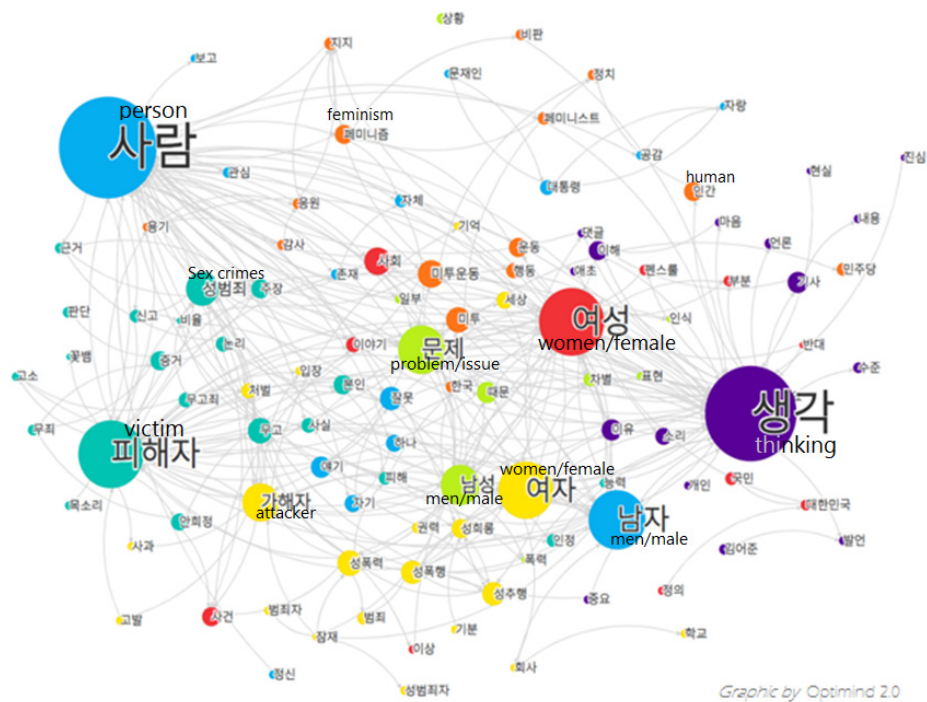 상황
비판
지지
보고
문재인
정치
person
사람
feminism
페미니즘
페미니스트
자랑
공감
진심
현실
관심
대통령
human
인간
응원
자체
용기
기억
마음
내용
댓글
근거
감사
사회
운동
이해
언론
Sex crimes
성범죄
주장
존재
미투운동
행동
애초
펜스룰
부분
기사
민주당
일부
세상
판단
신고
비율
미투
여성
women/female
인식
논리
이야기
문제
problem/issue
반대
꽃뱀
증거
입장
수준
고소
처벌
본인
한국
때문
차별
표현
무고죄
잘못
생각
thinking
무죄
victim
피해자
무고
사실
하나
이유
소리
얘기
피해
women/female
여자
남성
men/male
능력
개인
국민
목소리
가해자
attacker
자기
대한민국
안희정
남자
men/male
권력
성희롱
인정
김어준
발언
사과
성폭력
성폭행
폭력
성추행
중요
정의
고발
사건
범죄자
범죄
기분
학교
잠재
이상
회사
정신
성범죄자
Graphic by Optimind 2.0